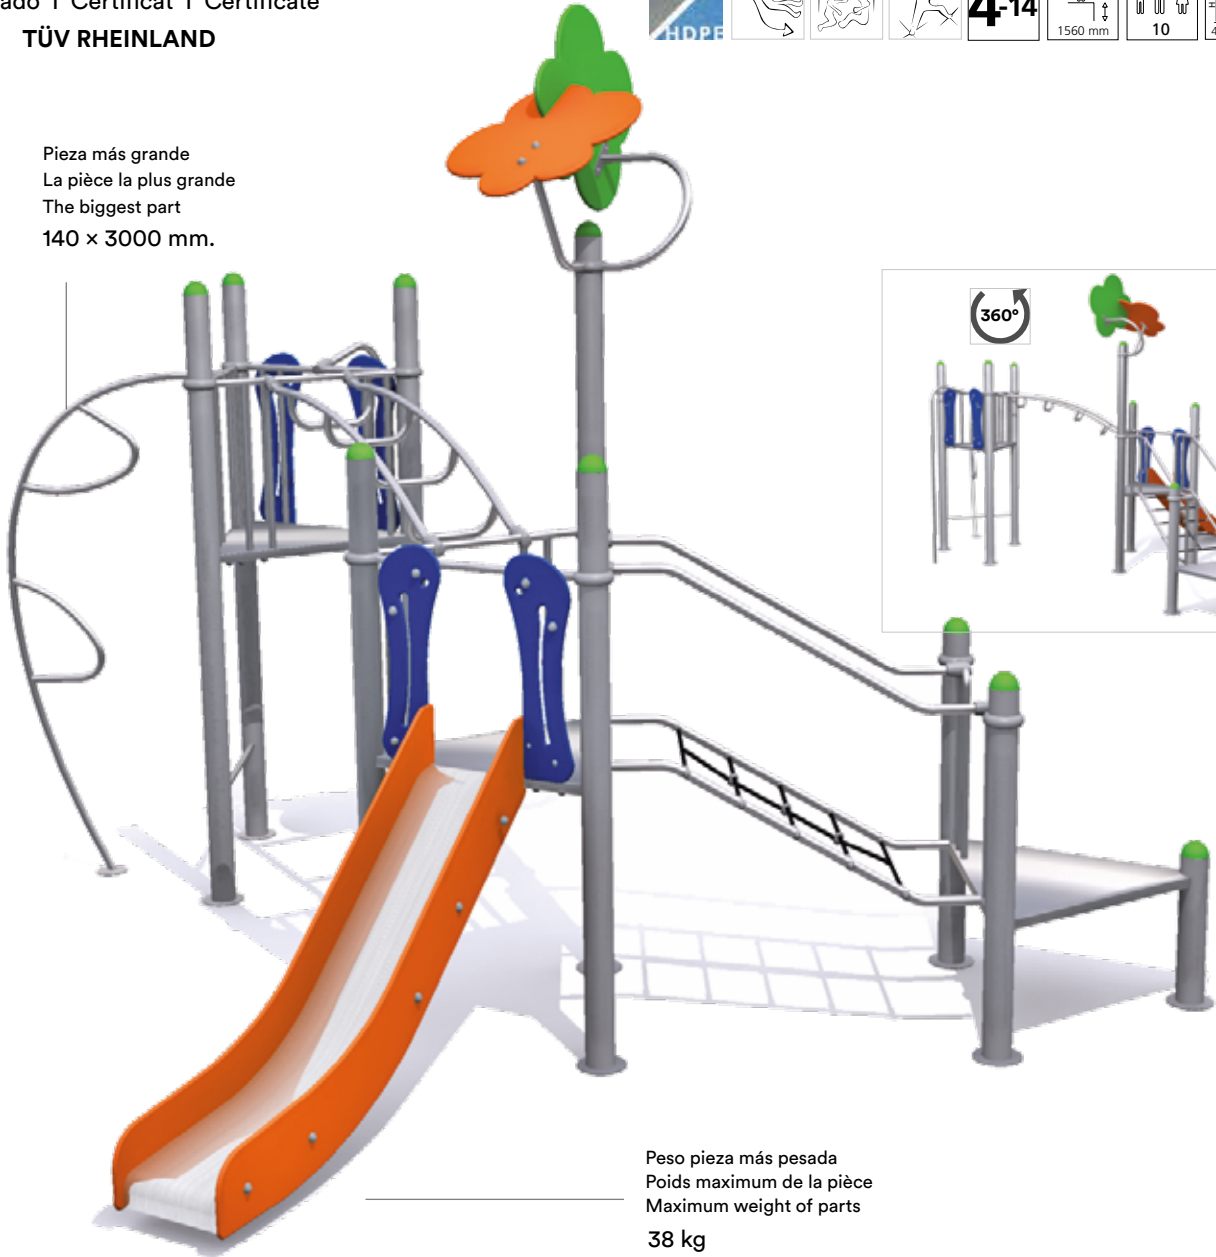 Certificat | Certificate
TÜV RHEINLAND
HDPE
4-14
1560 mm
10
Pieza más grande
La pièce la plus grande
The biggest part
140 × 3000 mm.
360º
Peso pieza más pesada
Poids maximum de la pièce
Maximum weight of parts
38 kg